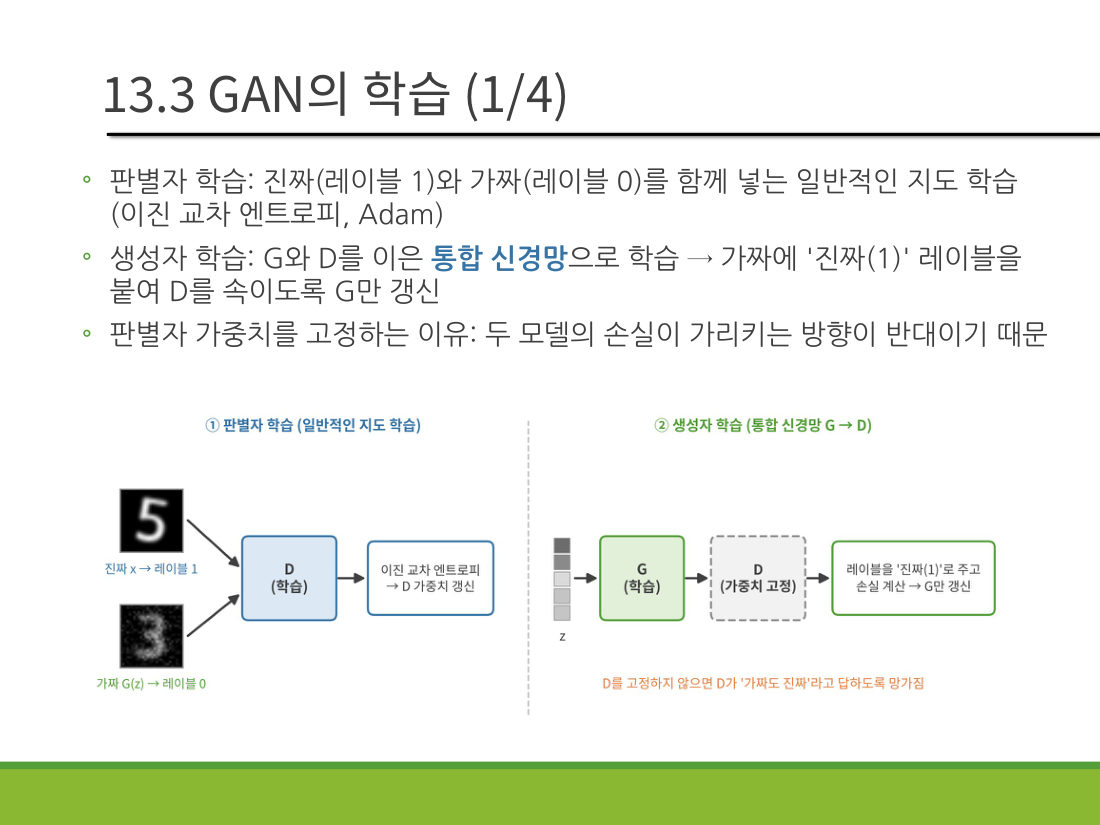 13.3 GAN의 학습 (1/4)
판별자 학습: 진짜(레이블 1)와 가짜(레이블 0)를 함께 넣는 일반적인 지도 학습
(이진 교차 엔트로피, Adam)
생성자 학습: G와 D를 이은 통합 신경망으로 학습 → 가짜에 '진짜(1)' 레이블을
붙여 D를 속이도록 G만 갱신
판별자 가중치를 고정하는 이유: 두 모델의 손실이 가리키는 방향이 반대이기 때문
① 판별자 학습 (일반적인 지도 학습)
5
진짜 x → 레이블 1
3
가짜 G(z) → 레이블 0
D
(학습)
이진 교차 엔트로피
→ D 가중치 갱신
② 생성자 학습 (통합 신경망 G → D)
z
G
(학습)
D
(가중치 고정)
레이블을 '진짜(1)'로 주고
손실 계산 → G만 갱신
D를 고정하지 않으면 D가 '가짜도 진짜'라고 답하도록 망가짐